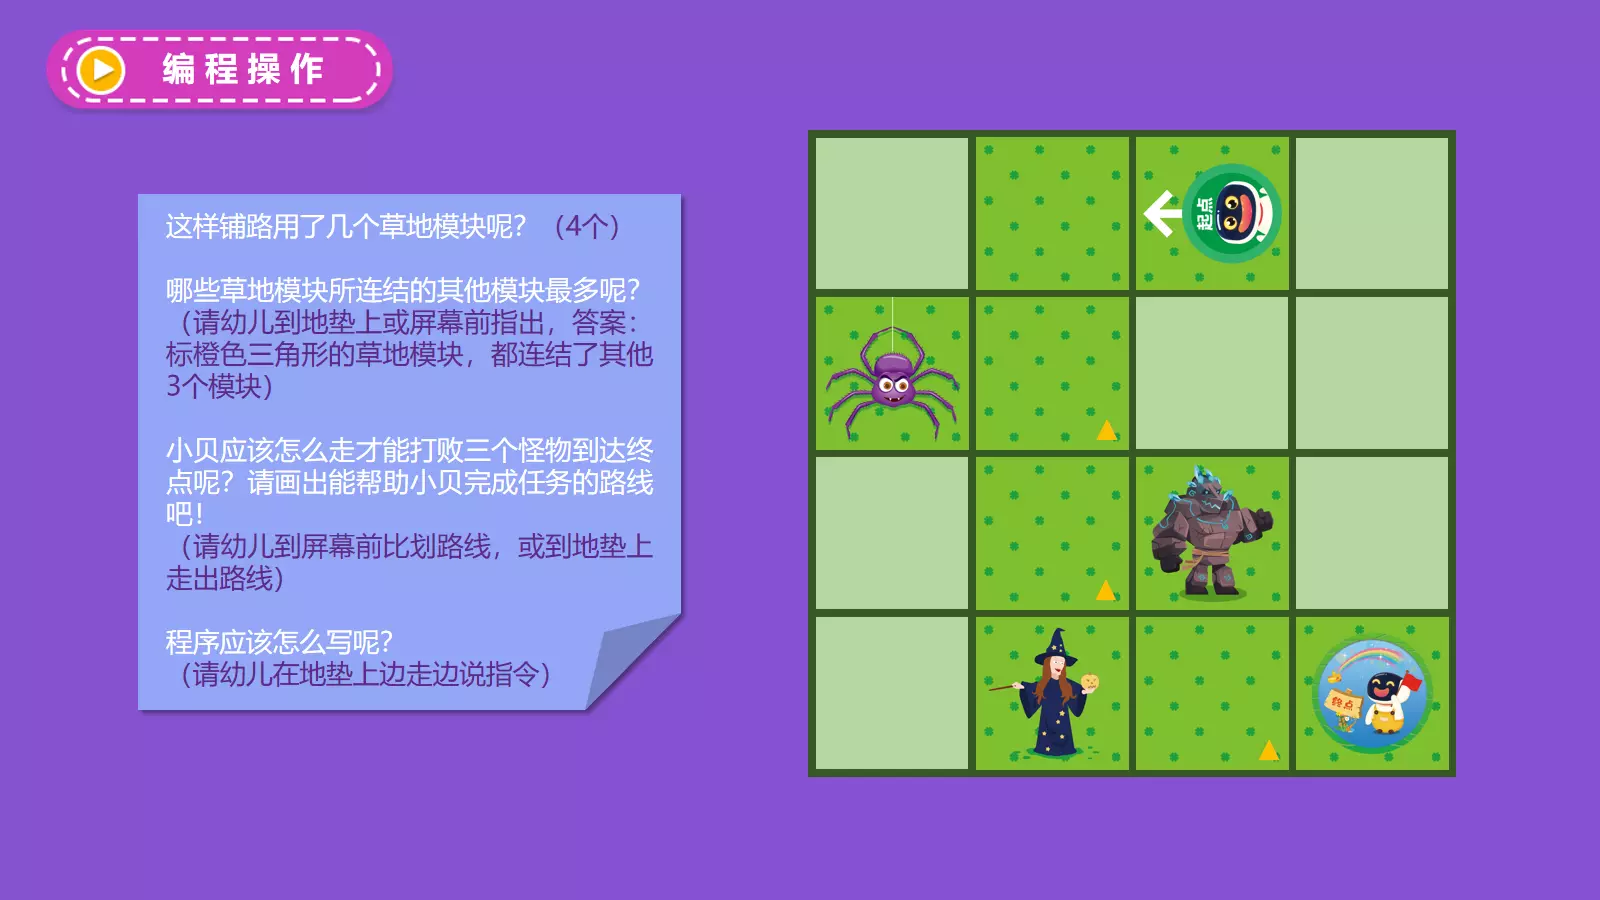 编程操作
这样铺路用了几个草地模块呢？（4个）
哪些草地模块所连结的其他模块最多呢？
（请幼儿到地垫上或屏幕前指出，答案：
标橙色三角形的草地模块，都连结了其他
3个模块）
小贝应该怎么走才能打败三个怪物到达终
点呢？请画出能帮助小贝完成任务的路线
吧！
（请幼儿到屏幕前比划路线，或到地垫上
走出路线）
程序应该怎么写呢？
（请幼儿在地垫上边走边说指令）
起点
终点